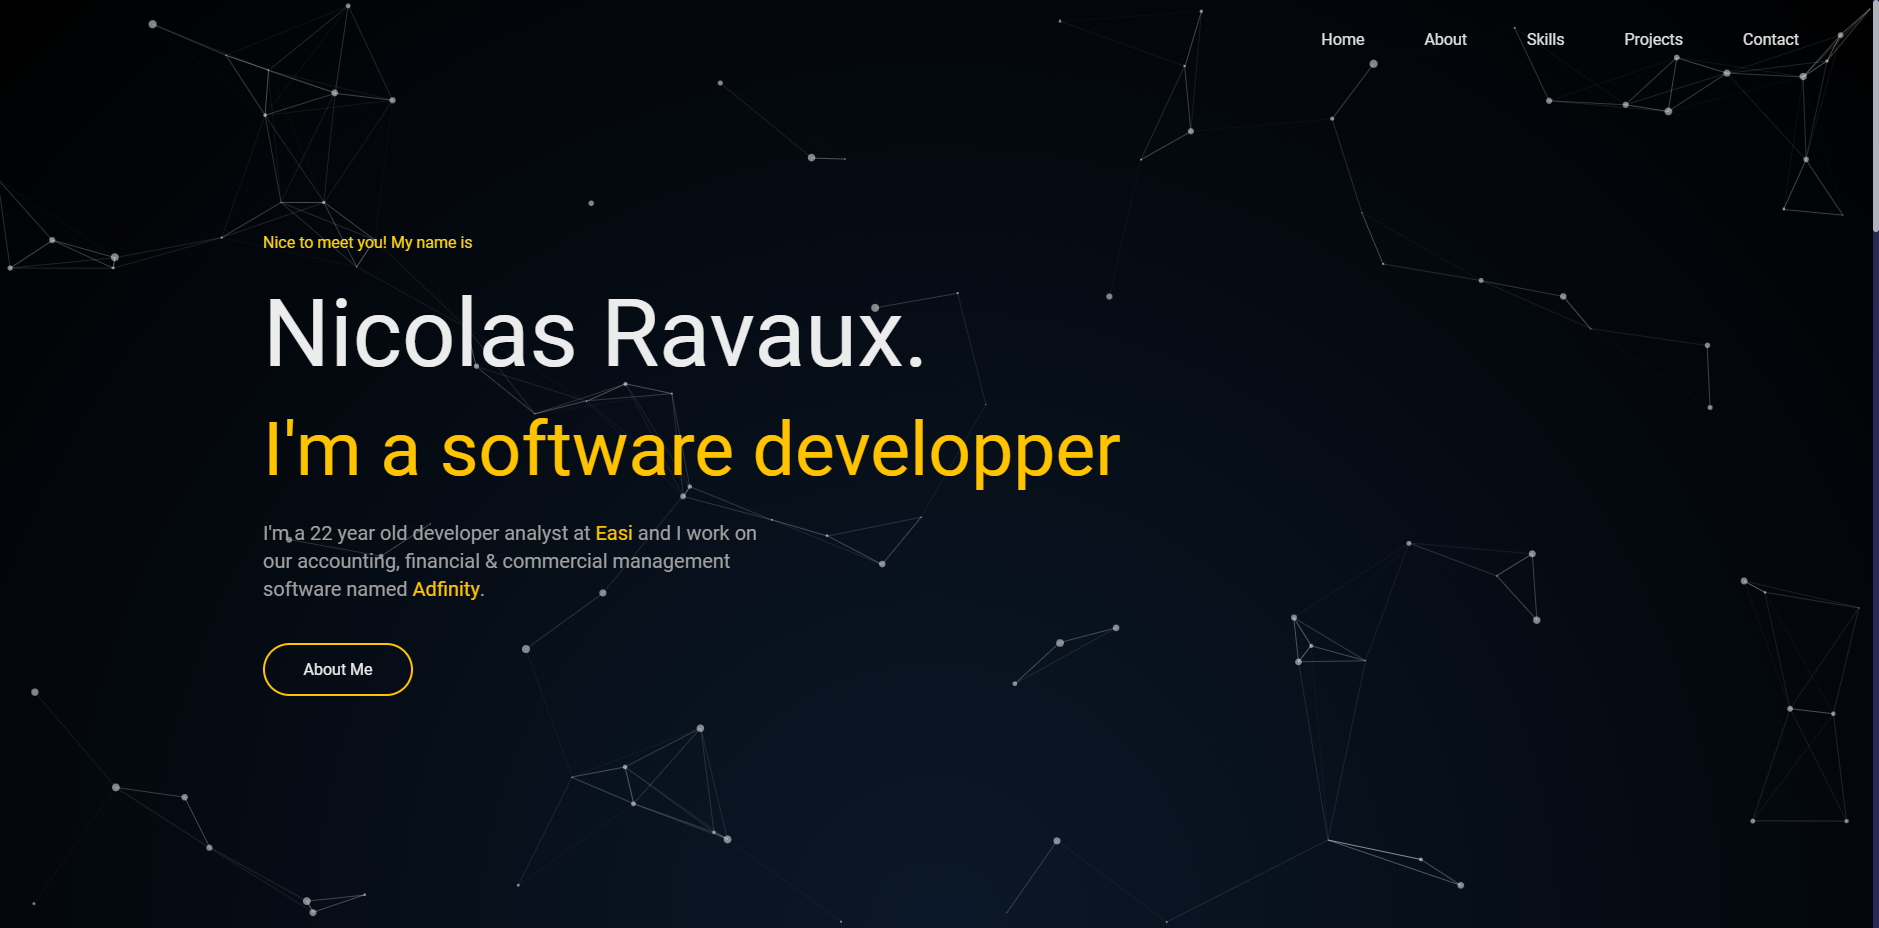 Home About Skills Projects Contact
Nice to meet you! My name is
Nicolas Ravaux.
I'm a software developper
I'm a 22 year old developer analyst at Easi and I work on
our accounting, financial & commercial management
software named Adfinity.
About Me